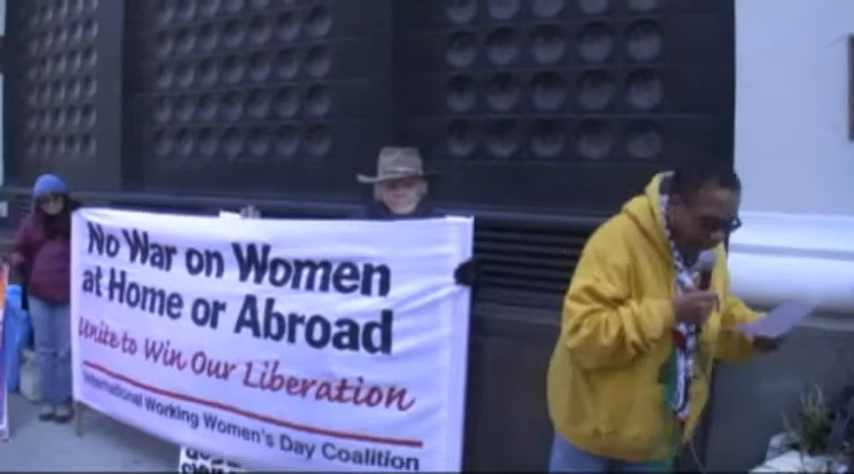 No War on Women
at Home or Abroad
Unite to Win Our Liberation
International Working Women's Day Coalition